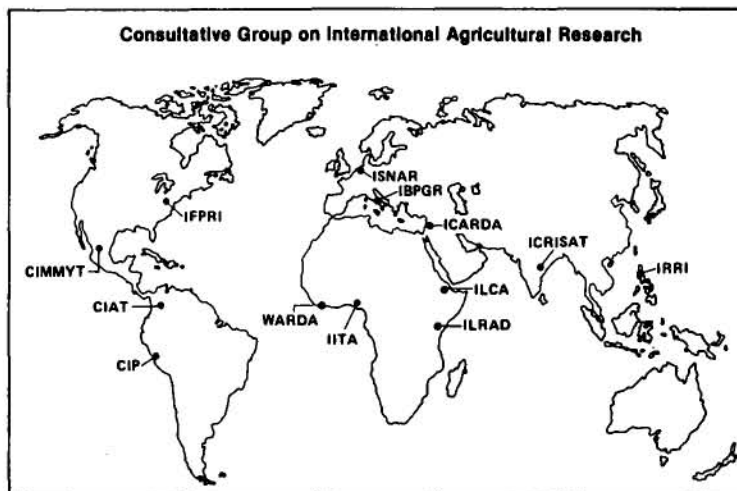 Consultative Group on International Agricultural Research
ISNAR
IBPGR
IFPRI
ICARDA
ICRISAT
CIMMYT
IRRI
CIAT
WARDA
ILCA
IITA
ILRAD
CIP